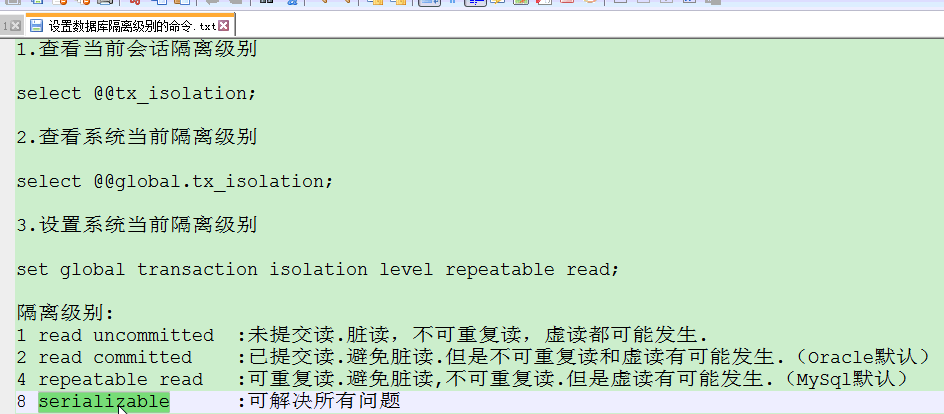 1
设置数据库隔离级别的命令.txt
1.查看当前会话隔离级别
select @@tx_isolation;
2.查看系统当前隔离级别
select @@global.tx_isolation;
3.设置系统当前隔离级别
set global transaction isolation level repeatable read;
隔离级别:
1 read uncommitted :未提交读.脏读，不可重复读，虚读都可能发生.
2 read committed :已提交读.避免脏读.但是不可重复读和虚读有可能发生.（Oracle默认）
4 repeatable read :可重复读.避免脏读,不可重复读.但是虚读有可能发生.（MySql默认）
8 serializable :可解决所有问题